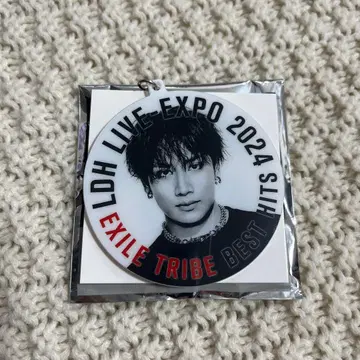 LDH LIVE-EXPO 2024
EXILE TRIBE BEST HITS